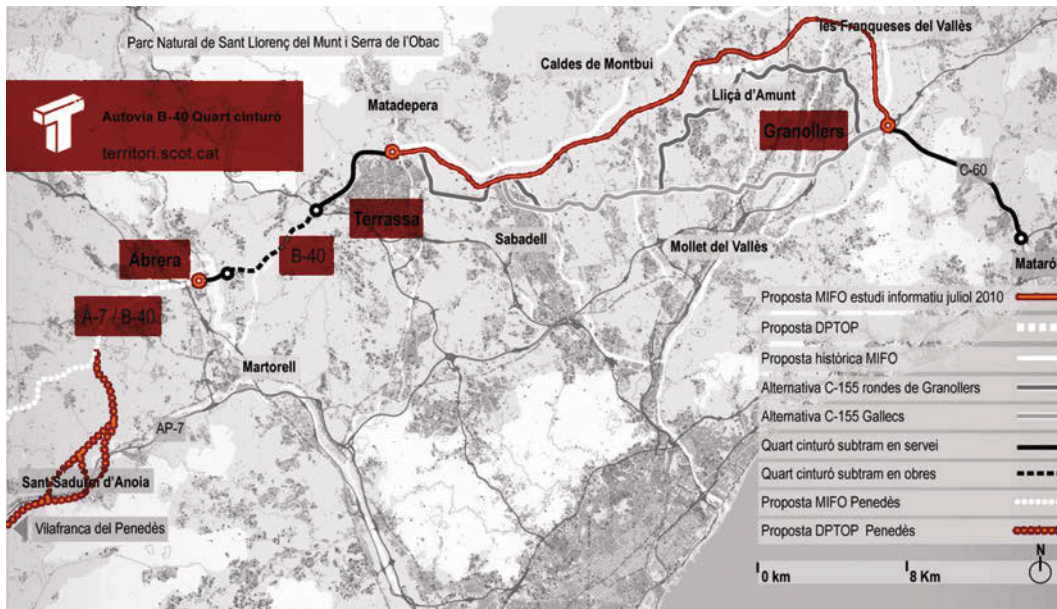 les Franqueses del Vallès
Parc Natural de Sant Llorenç del Munt i Serra de l'Obac
Caldes de Montbui
Matadepera
Lliçà d'Amunt
Autovia B-40 Quart cinturó
territori.scot.cat
Granollers
C-60
Terrassa
Sabadell
Mollet del Vallès
B-40
Abrera
Mataró
A-7 / B-40
Martorell
AP-7
Sant Sadurní d'Anoia
Vilafranca del Penedès
Proposta MIFO estudi informatiu juliol 2010
Proposta DPTOP
Proposta històrica MIFO
Alternativa C-155 rondes de Granollers
Alternativa C-155 Gallecs
Quart cinturó subtram en servei
Quart cinturó subtram en obres
Proposta MIFO Penedès
Proposta DPTOP Penedès
N
0 km
8 Km